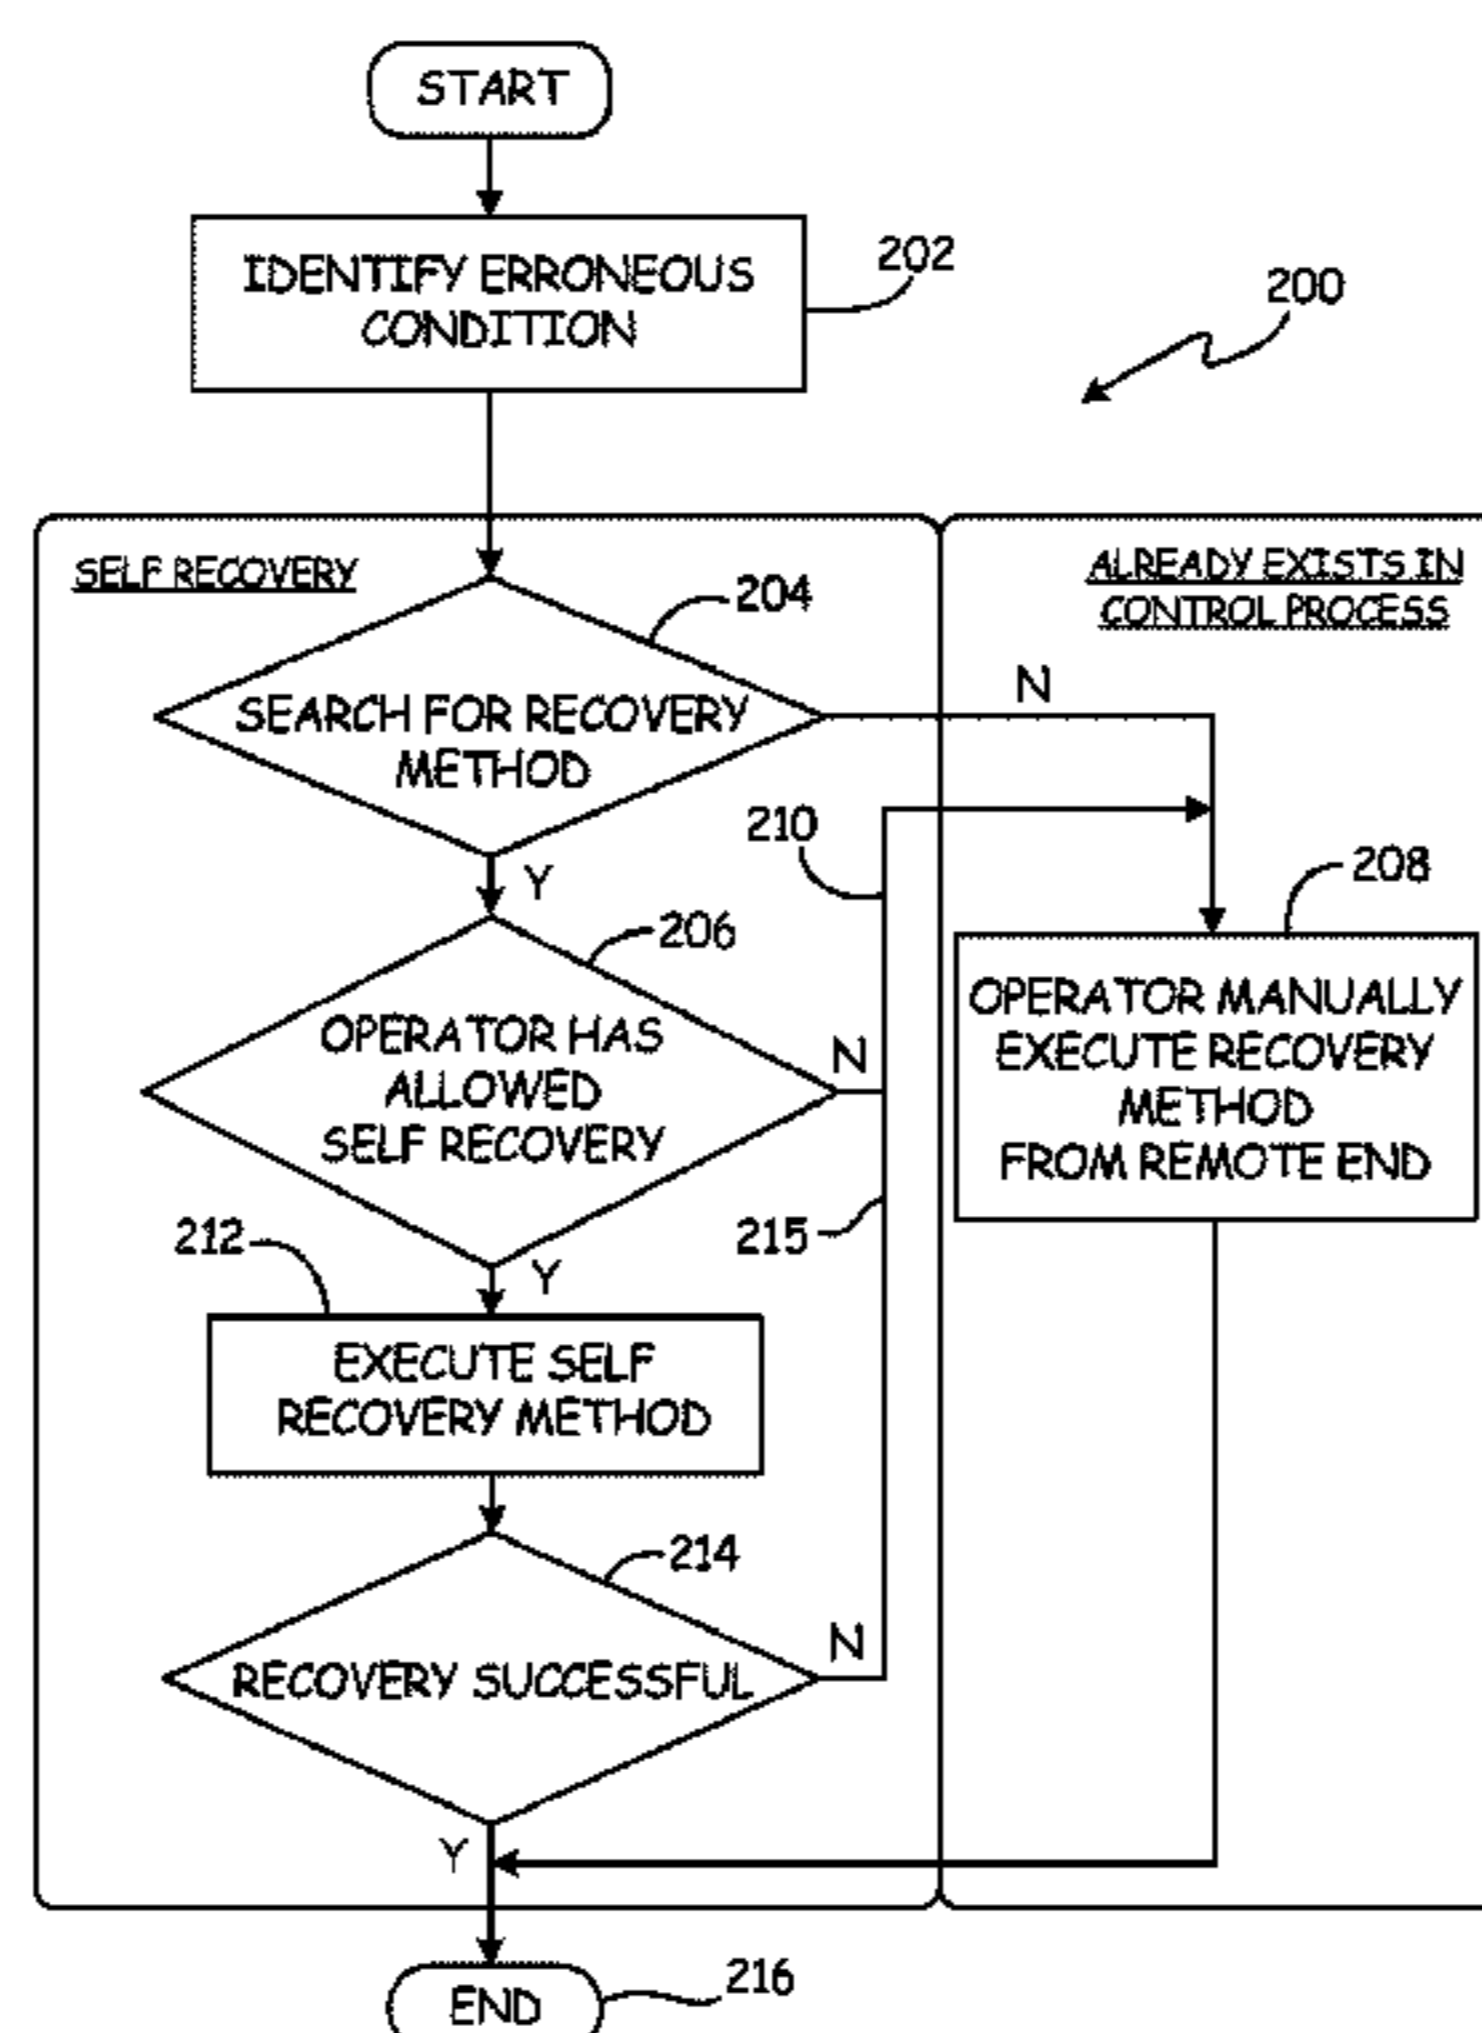 START
IDENTIFY ERRONEOUS
CONDITION
202
200
SELF RECOVERY
ALREADY EXISTS IN
CONTROL PROCESS
204
SEARCH FOR RECOVERY
METHOD
N
210
Y
208
206
OPERATOR HAS
ALLOWED
SELF RECOVERY
N
OPERATOR MANUALLY
EXECUTE RECOVERY
METHOD
FROM REMOTE END
212
215
Y
EXECUTE SELF
RECOVERY METHOD
214
N
RECOVERY SUCCESSFUL
Y
END
216